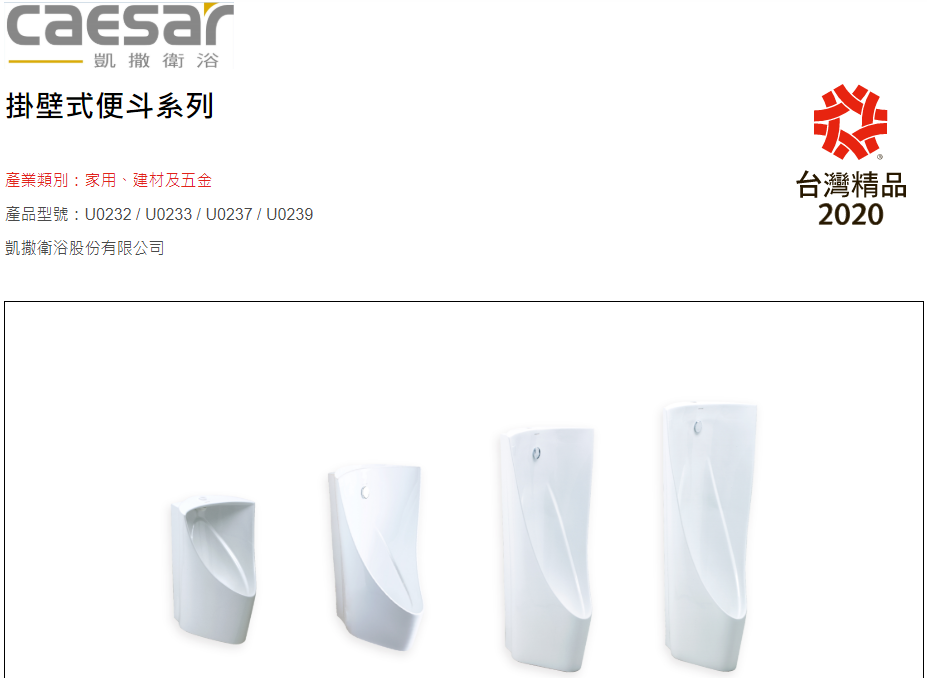 caesar
凱撒衛浴
掛壁式便斗系列
產業類別：家用、建材及五金
產品型號：U0232 / U0233 / U0237 / U0239
凱撒衛浴股份有限公司
台灣精品
2020